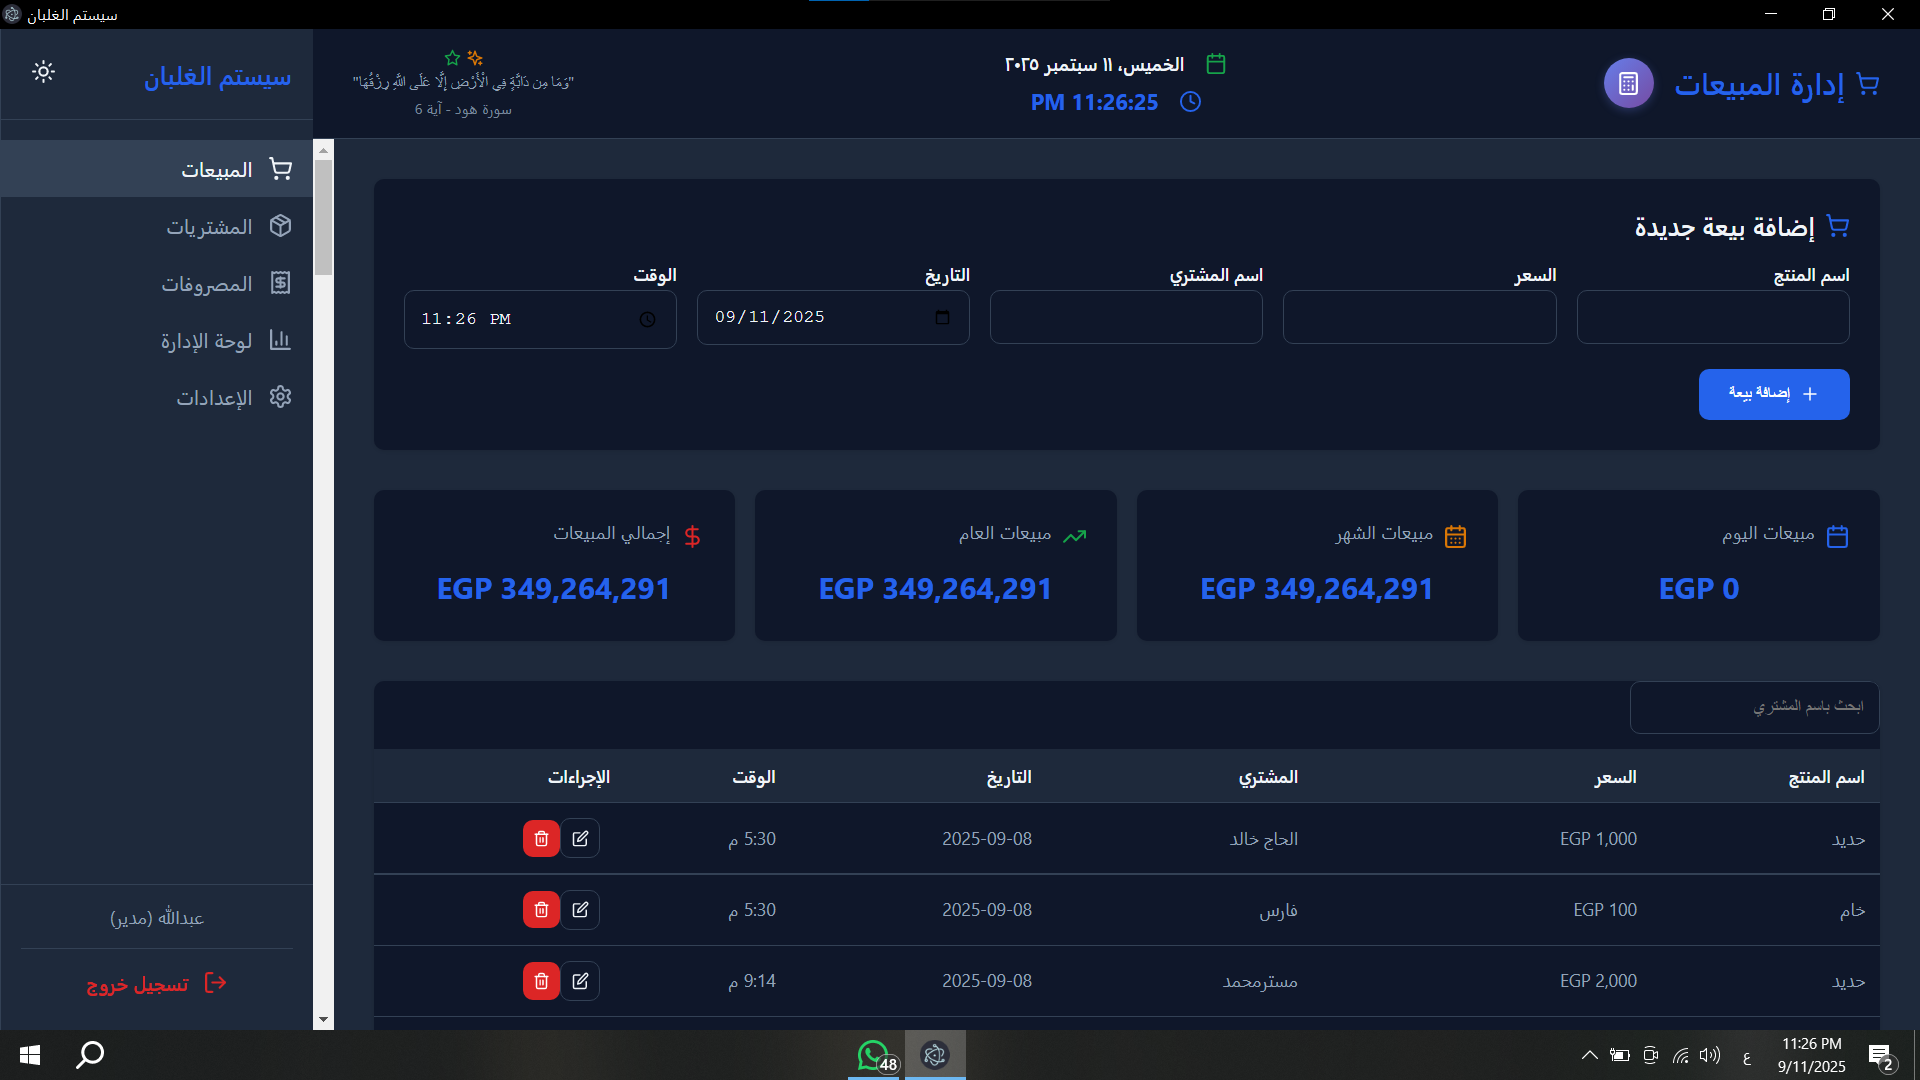 سيستم الغلبان
سيستم الغلبان
إدارة المبيعات
الخميس، ١١ سبتمبر ٢٠٢٥
11:26:25 PM
"وَمَا مِن دَابَّةٍ فِي الْأَرْضِ إِلَّا عَلَى اللَّهِ رِزْقُهَا"
سورة هود - آية 6
المبيعات
المشتريات
المصروفات
لوحة الإدارة
الإعدادات
عبدالله (مدير)
تسجيل خروج
إضافة بيعة جديدة
اسم المنتج
السعر
اسم المشتري
التاريخ
09/11/2025
الوقت
11:26 PM
إضافة بيعة
مبيعات اليوم
EGP 0
مبيعات الشهر
EGP 349,264,291
مبيعات العام
EGP 349,264,291
إجمالي المبيعات
EGP 349,264,291
ابحث باسم المشتري
اسم المنتج السعر المشتري التاريخ الوقت الإجراءات
حديد EGP 1,000 الحاج خالد 2025-09-08 5:30 م
خام EGP 100 فارس 2025-09-08 5:30 م
حديد EGP 2,000 مسترمحمد 2025-09-08 9:14 م
48
ع
11:26 PM
9/11/2025
2